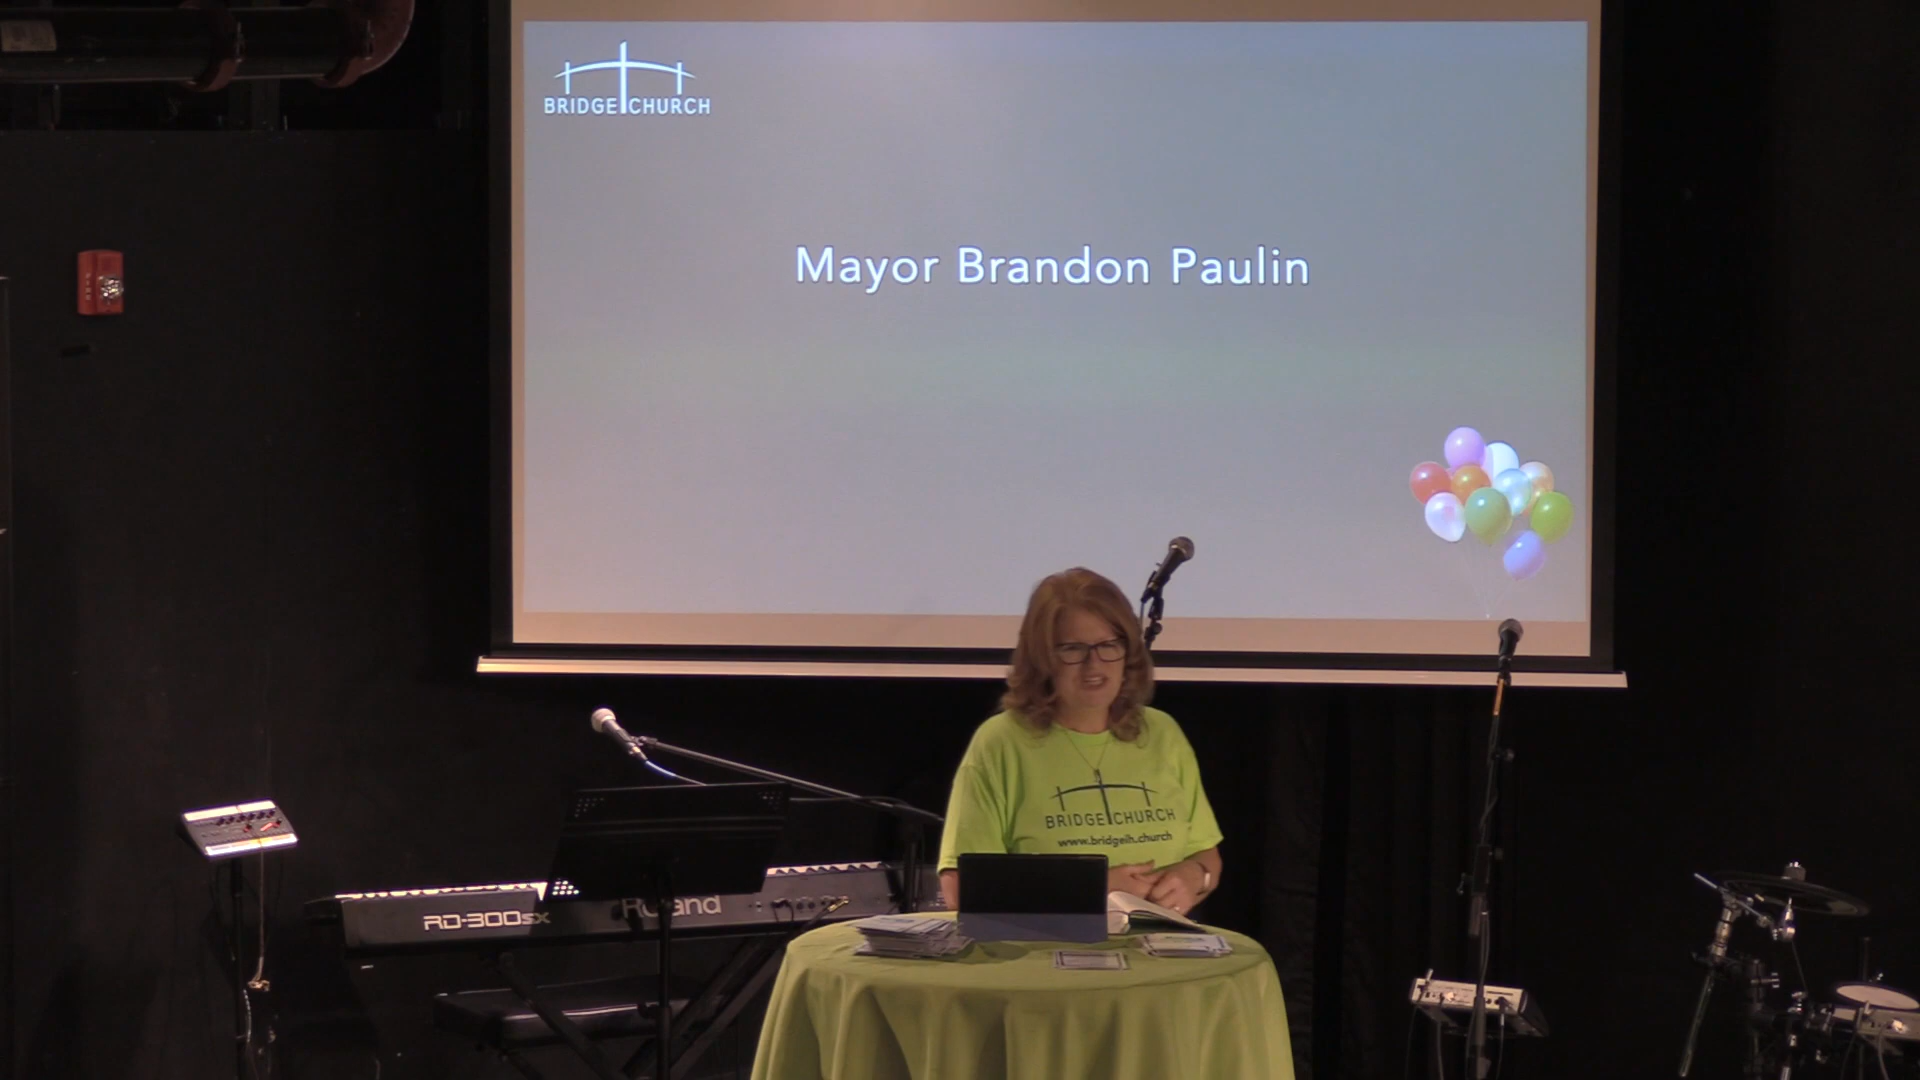 BRIDGE CHURCH
Mayor Brandon Paulin
BRIDGE CHURCH
www.bridgeih.church
RD-300SX
Roland